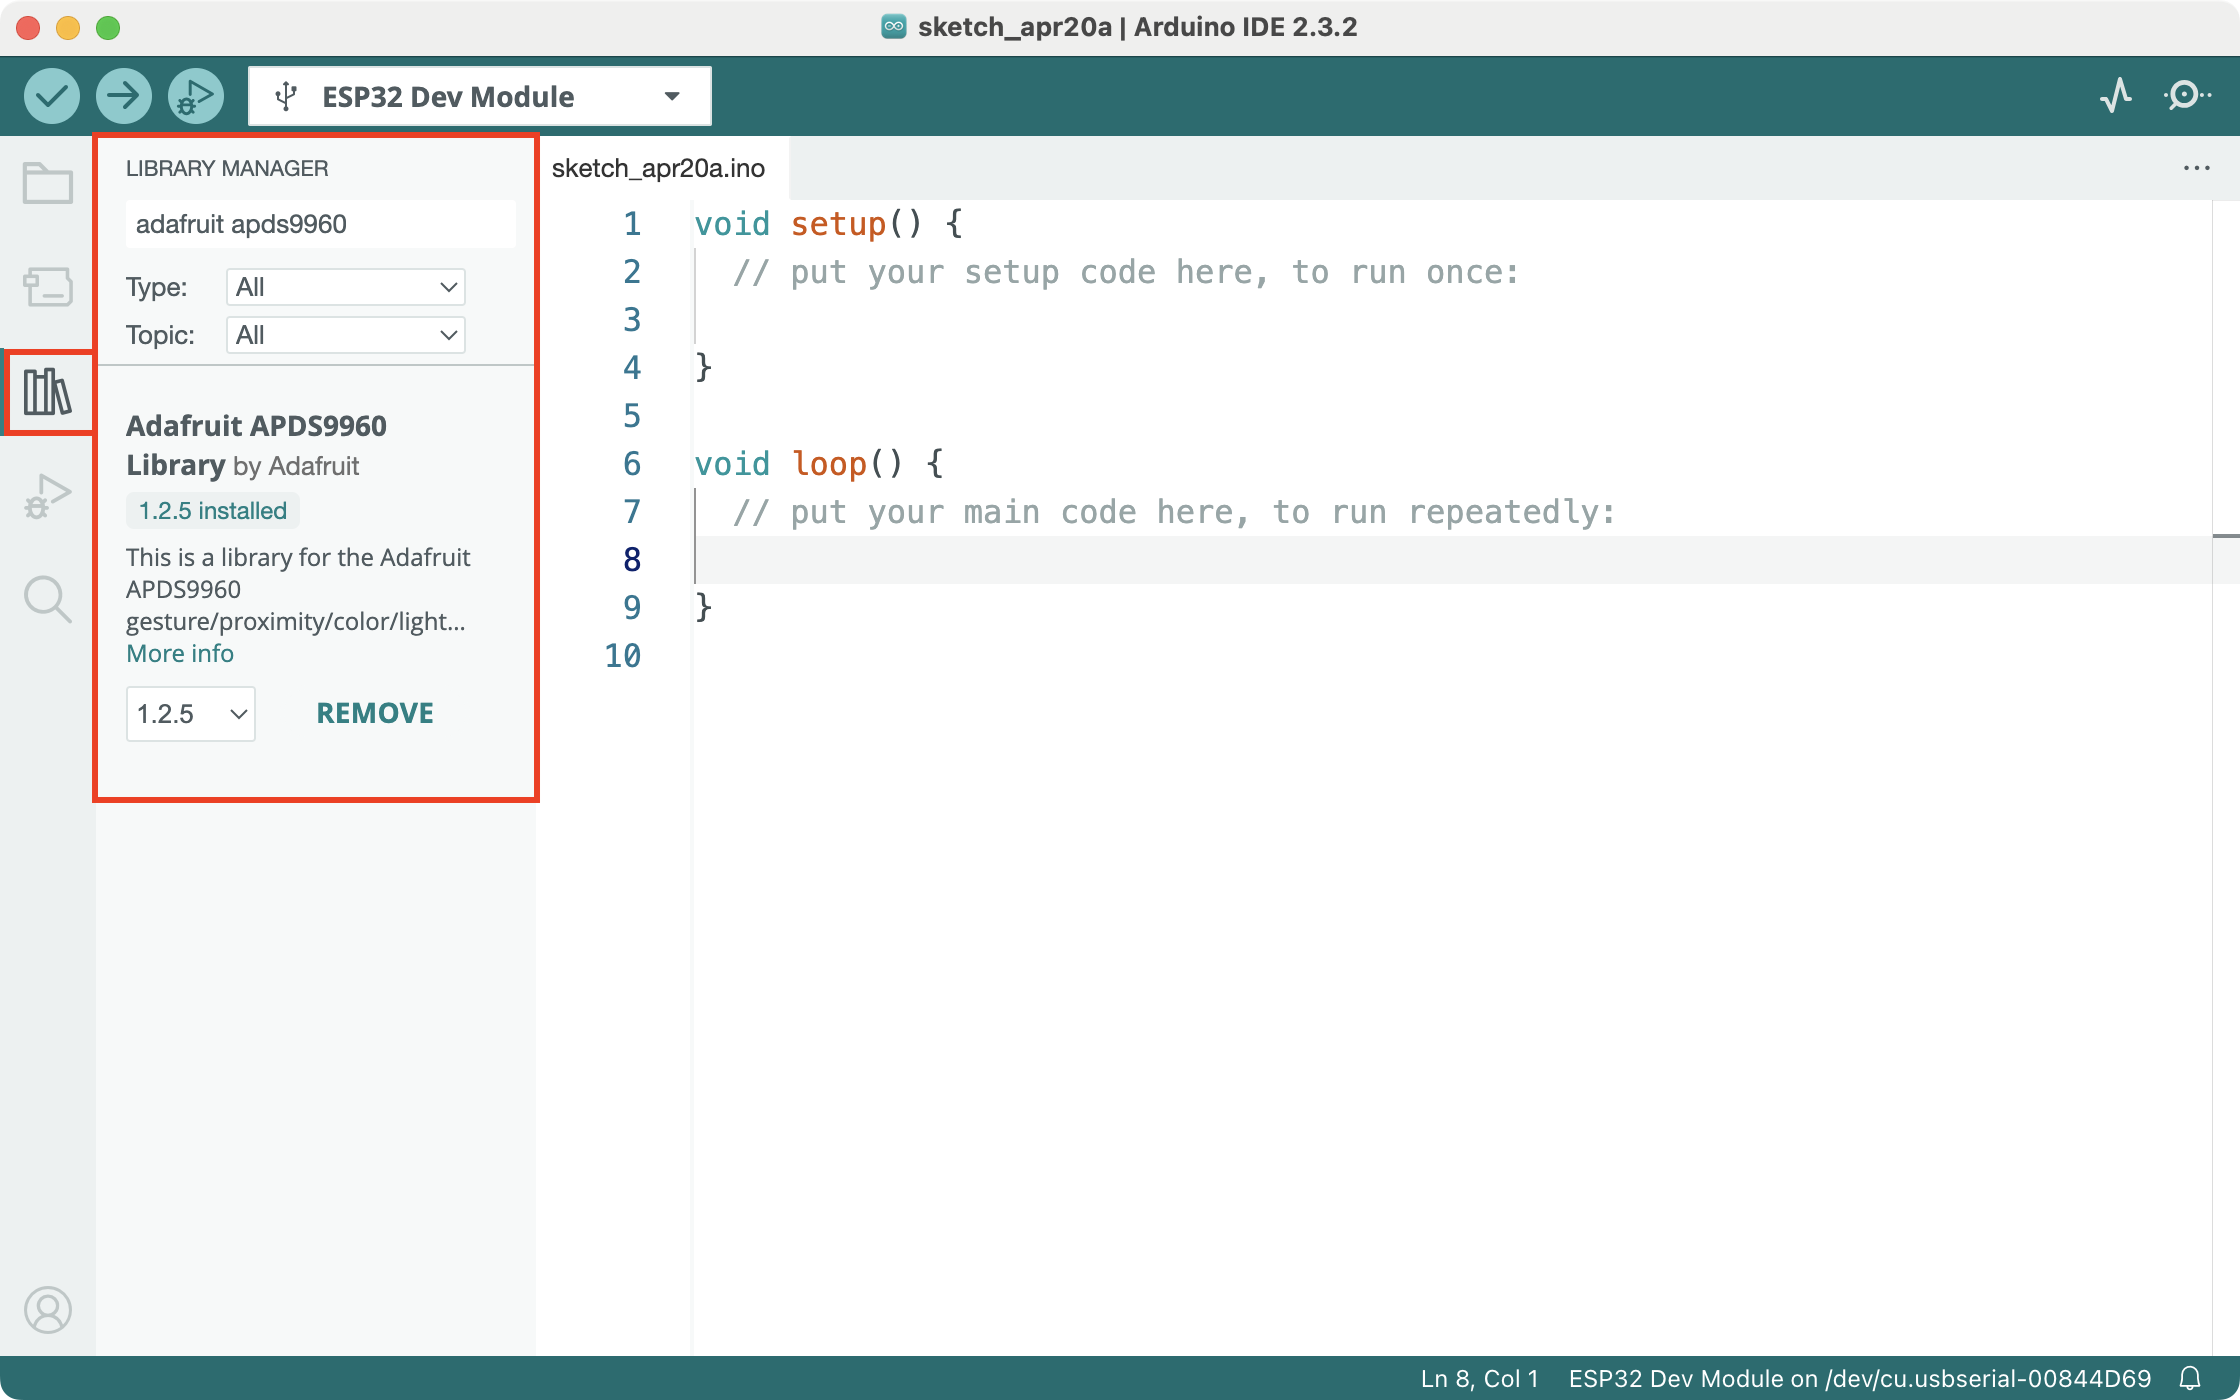 sketch_apr20a | Arduino IDE 2.3.2
ESP32 Dev Module
LIBRARY MANAGER
adafruit apds9960
Type: All
Topic: All
Adafruit APDS9960
Library by Adafruit
1.2.5 installed
This is a library for the Adafruit
APDS9960
gesture/proximity/color/light...
More info
1.2.5 REMOVE
sketch_apr20a.ino
1 void setup() {
2 // put your setup code here, to run once:
3
4 }
5
6 void loop() {
7 // put your main code here, to run repeatedly:
8
9 }
10
Ln 8, Col 1 ESP32 Dev Module on /dev/cu.usbserial-00844D69